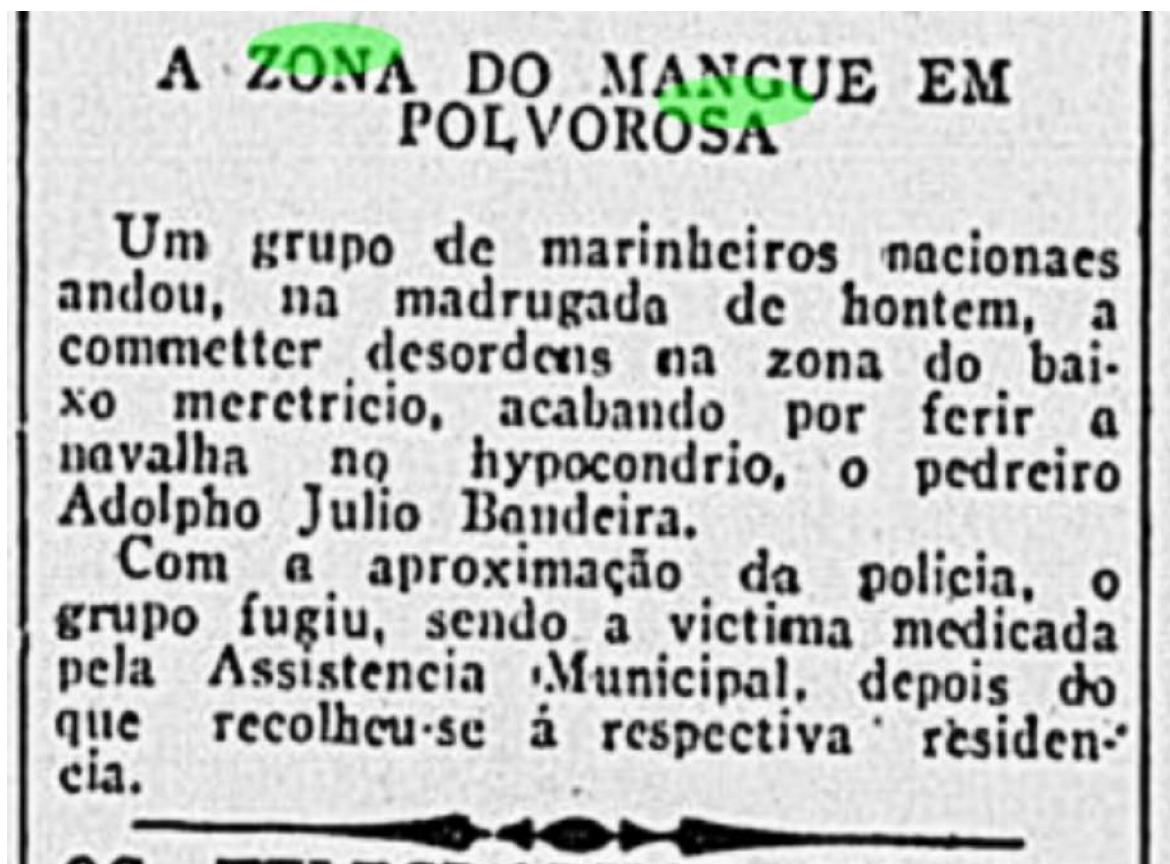 A ZONA DO MANGUE EM
POLVOROSA
Um grupo de marinheiros nacionaes
andou, na madrugada de hontem, a
commetter desordens na zona do bai-
xo meretricio, acabando por ferir a
navalha no hypocondrio, o pedreiro
Adolpho Julio Bandeira.
Com a aproximação da policia, o
grupo fugiu, sendo a victima medicada
pela Assistencia Municipal, depois do
que recolheu-se á respectiva residen-
cia.